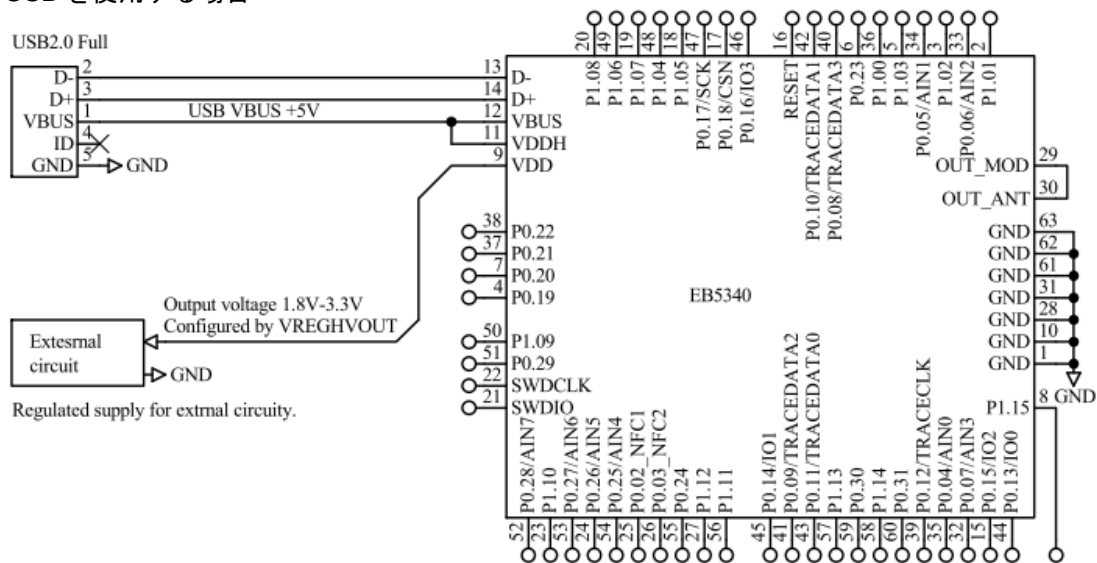 USB2.0 Full
D- 2
D+ 3
VBUS 1
ID 4
GND 5
GND
USB VBUS +5V
13 D-
14 D+
12 VBUS
11 VDDH
9 VDD
38 P0.22
37 P0.21
7 P0.20
4 P0.19
50 P1.09
51 P0.29
22 SWDCLK
21 SWDIO
Output voltage 1.8V-3.3V
Configured by VREGHVOUT
Extesrnal
circuit
GND
Regulated supply for extrnal circuity.
EB5340
20 P1.08
49 P1.06
19 P1.07
48 P1.04
18 P1.05
47 P0.17/SCK
17 P0.18/CSN
46 P0.16/IO3
16 RESET
42 P0.10/TRACEDATA1
40 P0.08/TRACEDATA3
6 P0.23
36 P1.00
5 P1.03
34 P0.05/AIN1
3 P1.02
33 P0.06/AIN2
2 P1.01
OUT_MOD 29
OUT_ANT 30
GND 63
GND 62
GND 61
GND 31
GND 28
GND 10
GND 1
GND
P1.15 8
52 P0.28/AIN7
23 P1.10
53 P0.27/AIN6
24 P0.26/AIN5
54 P0.25/AIN4
25 P0.02_NFC1
26 P0.03_NFC2
55 P0.24
27 P1.12
56 P1.11
45 P0.14/IO1
41 P0.09/TRACEDATA2
43 P0.11/TRACEDATA0
57 P1.13
59 P0.30
58 P1.14
60 P0.31
39 P0.12/TRACECLK
35 P0.04/AIN0
32 P0.07/AIN3
15 P0.15/IO2
44 P0.13/IO0